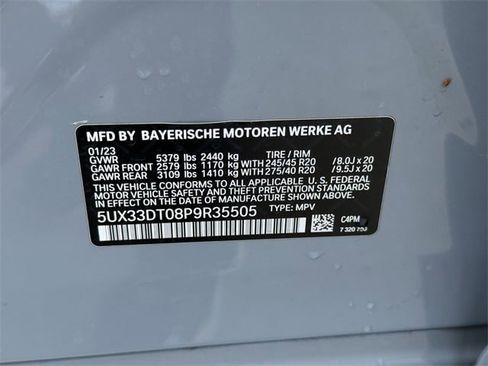 MFD BY BAYERISCHE MOTOREN WERKE AG
01/23
GVWR 5379 lbs 2440 kg TIRE / RIM
GAWR FRONT 2579 lbs 1170 kg WITH 245/45 R20 /8.0J x 20
GAWR REAR 3109 lbs 1410 kg WITH 275/40 R20 /9.5J x 20
THIS VEHICLE CONFORMS TO ALL APPLICABLE U. S. FEDERAL
MOTOR VEHICLE SAFETY AND THEFT PREVENTION STANDARDS
IN EFFECT ON THE DATE OF MANUFACTURE SHOWN ABOVE.
5UX33DT08P9R35505 C4PM
TYPE: MPV
7 320